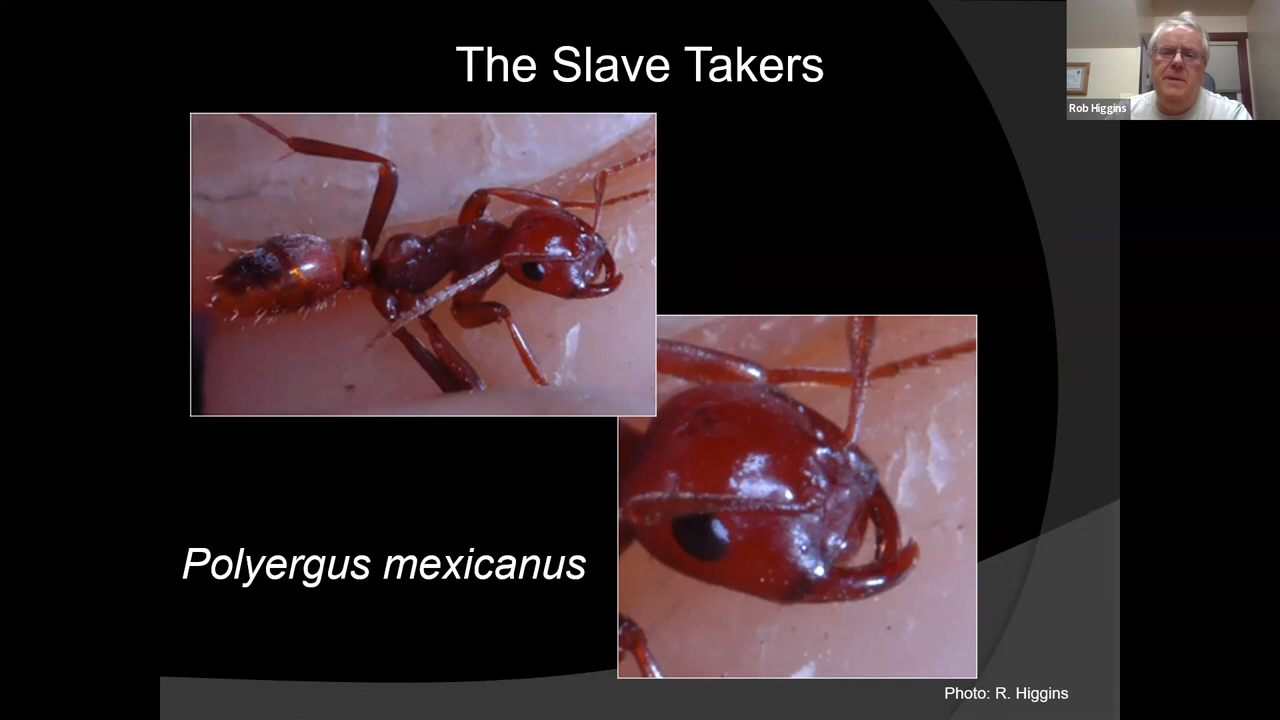 The Slave Takers
Rob Higgins
Polyergus mexicanus
Photo: R. Higgins